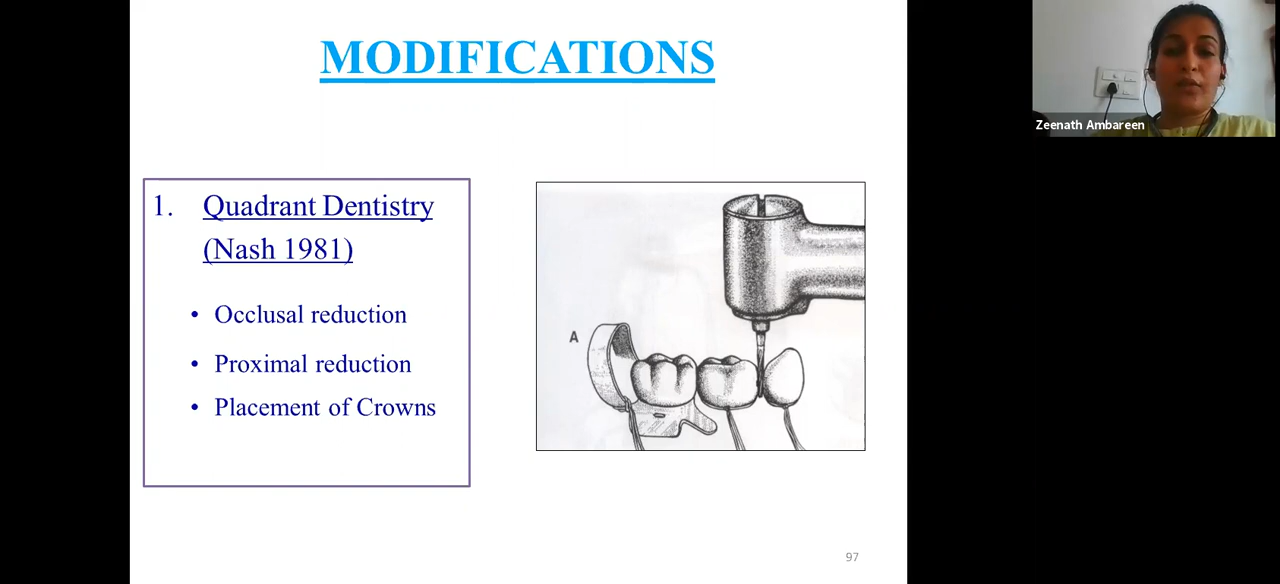 MODIFICATIONS
1. Quadrant Dentistry
(Nash 1981)
• Occlusal reduction
• Proximal reduction
• Placement of Crowns
A
97
Zeenath Ambareen